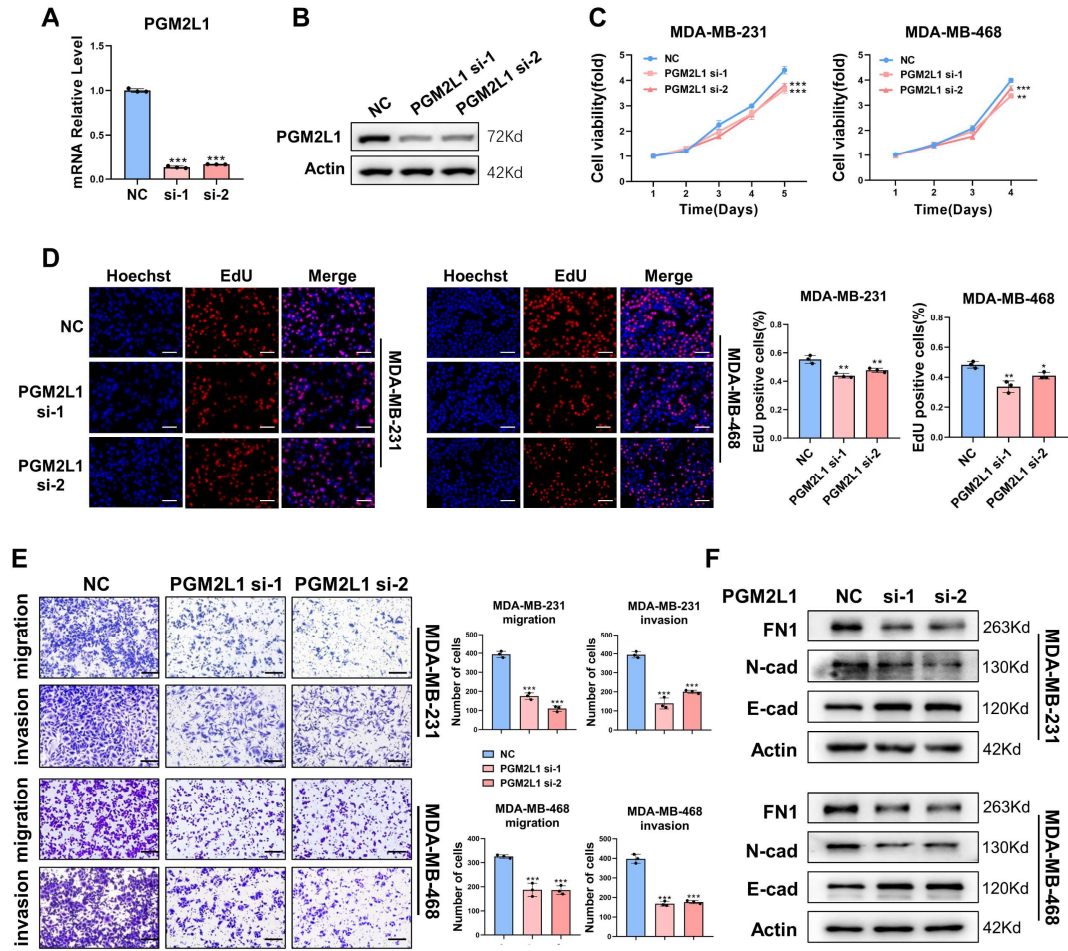 A
PGM2L1
mRNA Relative Level
1.5
1.0
0.5
0.0
***
***
NC
si-1
si-2
B
NC
PGM2L1 si-1
PGM2L1 si-2
PGM2L1
72Kd
Actin
42Kd
C
MDA-MB-231
Cell viability(fold)
5
4
3
2
1
0
NC
PGM2L1 si-1
PGM2L1 si-2
***
***
1 2 3 4 5
Time(Days)
MDA-MB-468
Cell viability(fold)
5
4
3
2
1
0
NC
PGM2L1 si-1
PGM2L1 si-2
***
**
1 2 3 4
Time(Days)
D
Hoechst EdU Merge
NC
PGM2L1
si-1
PGM2L1
si-2
MDA-MB-231
Hoechst EdU Merge
MDA-MB-468
MDA-MB-231
EdU positive cells(%)
0.8
0.6
0.4
0.2
0.0
**
**
NC
PGM2L1 si-1
PGM2L1 si-2
MDA-MB-468
EdU positive cells(%)
0.8
0.6
0.4
0.2
0.0
**
*
NC
PGM2L1 si-1
PGM2L1 si-2
E
NC PGM2L1 si-1 PGM2L1 si-2
migration
invasion
MDA-MB-231
migration
invasion
MDA-MB-468
MDA-MB-231
migration
Number of cells
500
400
300
200
100
0
***
***
MDA-MB-231
invasion
Number of cells
500
400
300
200
100
0
***
***
NC
PGM2L1 si-1
PGM2L1 si-2
MDA-MB-468
migration
Number of cells
400
300
200
100
0
***
***
MDA-MB-468
invasion
Number of cells
500
400
300
200
100
0
***
***
F
PGM2L1 NC si-1 si-2
FN1 263Kd
N-cad 130Kd
E-cad 120Kd
Actin 42Kd
MDA-MB-231
FN1 263Kd
N-cad 130Kd
E-cad 120Kd
Actin 42Kd
MDA-MB-468